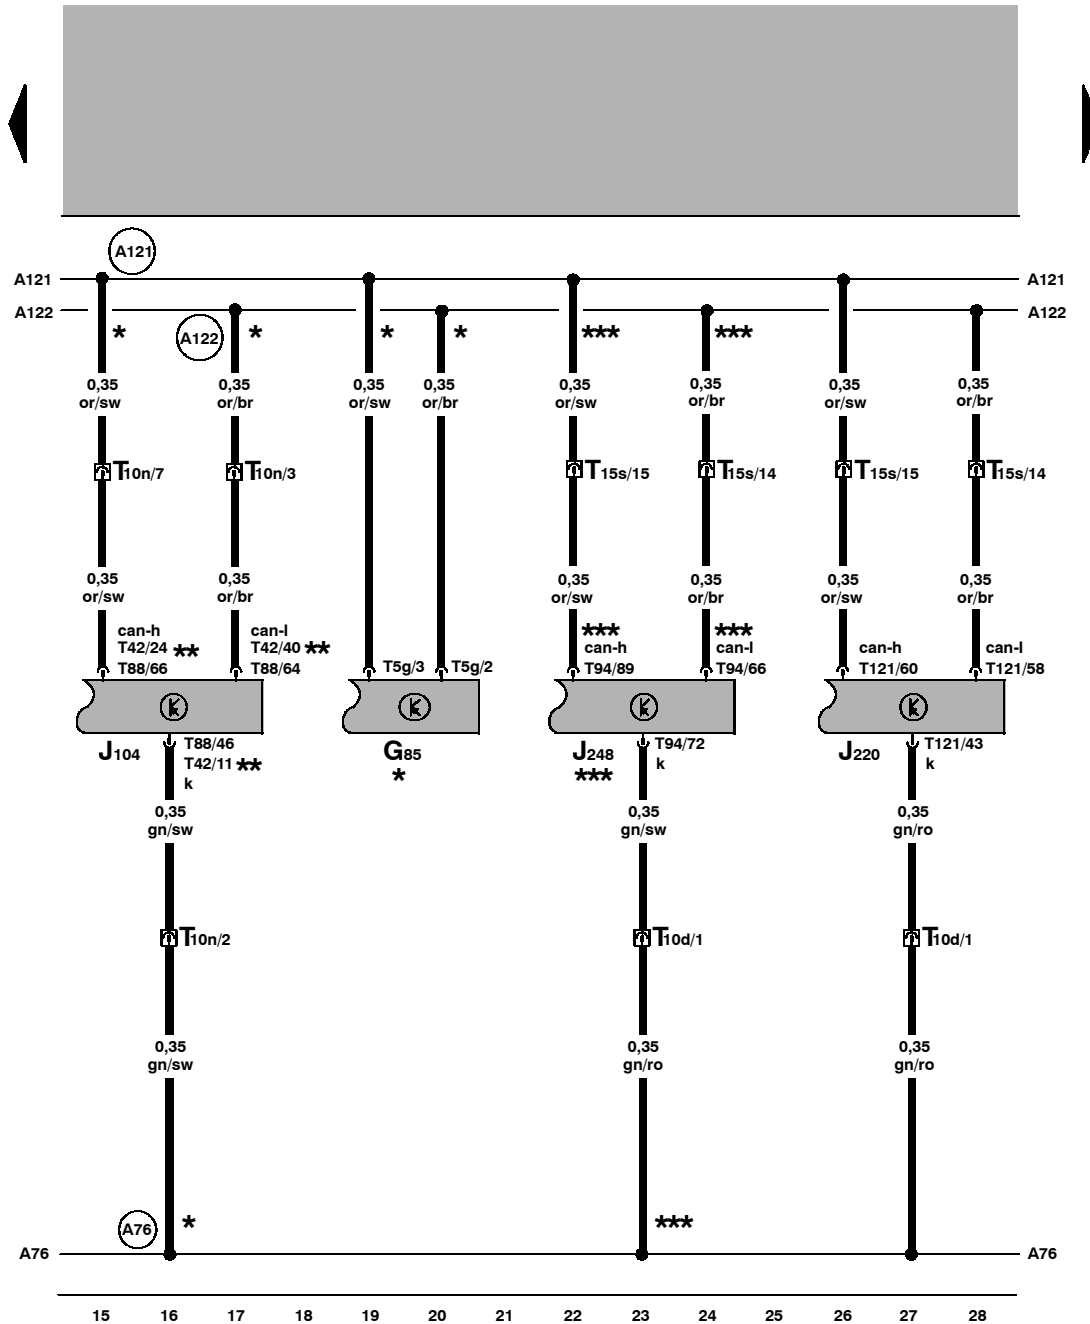 A121
A121 A121
A122 A122
* A122 * * * *** ***
0,35 0,35 0,35 0,35 0,35 0,35 0,35 0,35
or/sw or/br or/sw or/br or/sw or/br or/sw or/br
T10n/7 T10n/3 T15s/15 T15s/14 T15s/15 T15s/14
0,35 0,35 0,35 0,35 0,35 0,35
or/sw or/br or/sw or/br or/sw or/br
*** ***
can-h can-l can-h can-l can-h can-l
T42/24 ** T42/40 **
T88/66 T88/64 T5g/3 T5g/2 T94/89 T94/66 T121/60 T121/58
J104 T88/46 G85 J248 T94/72 J220 T121/43
T42/11 ** * *** k k
k
0,35 0,35 0,35
gn/sw gn/sw gn/ro
T10n/2 T10d/1 T10d/1
0,35 0,35 0,35
gn/sw gn/ro gn/ro
A76 * ***
A76 A76
15 16 17 18 19 20 21 22 23 24 25 26 27 28